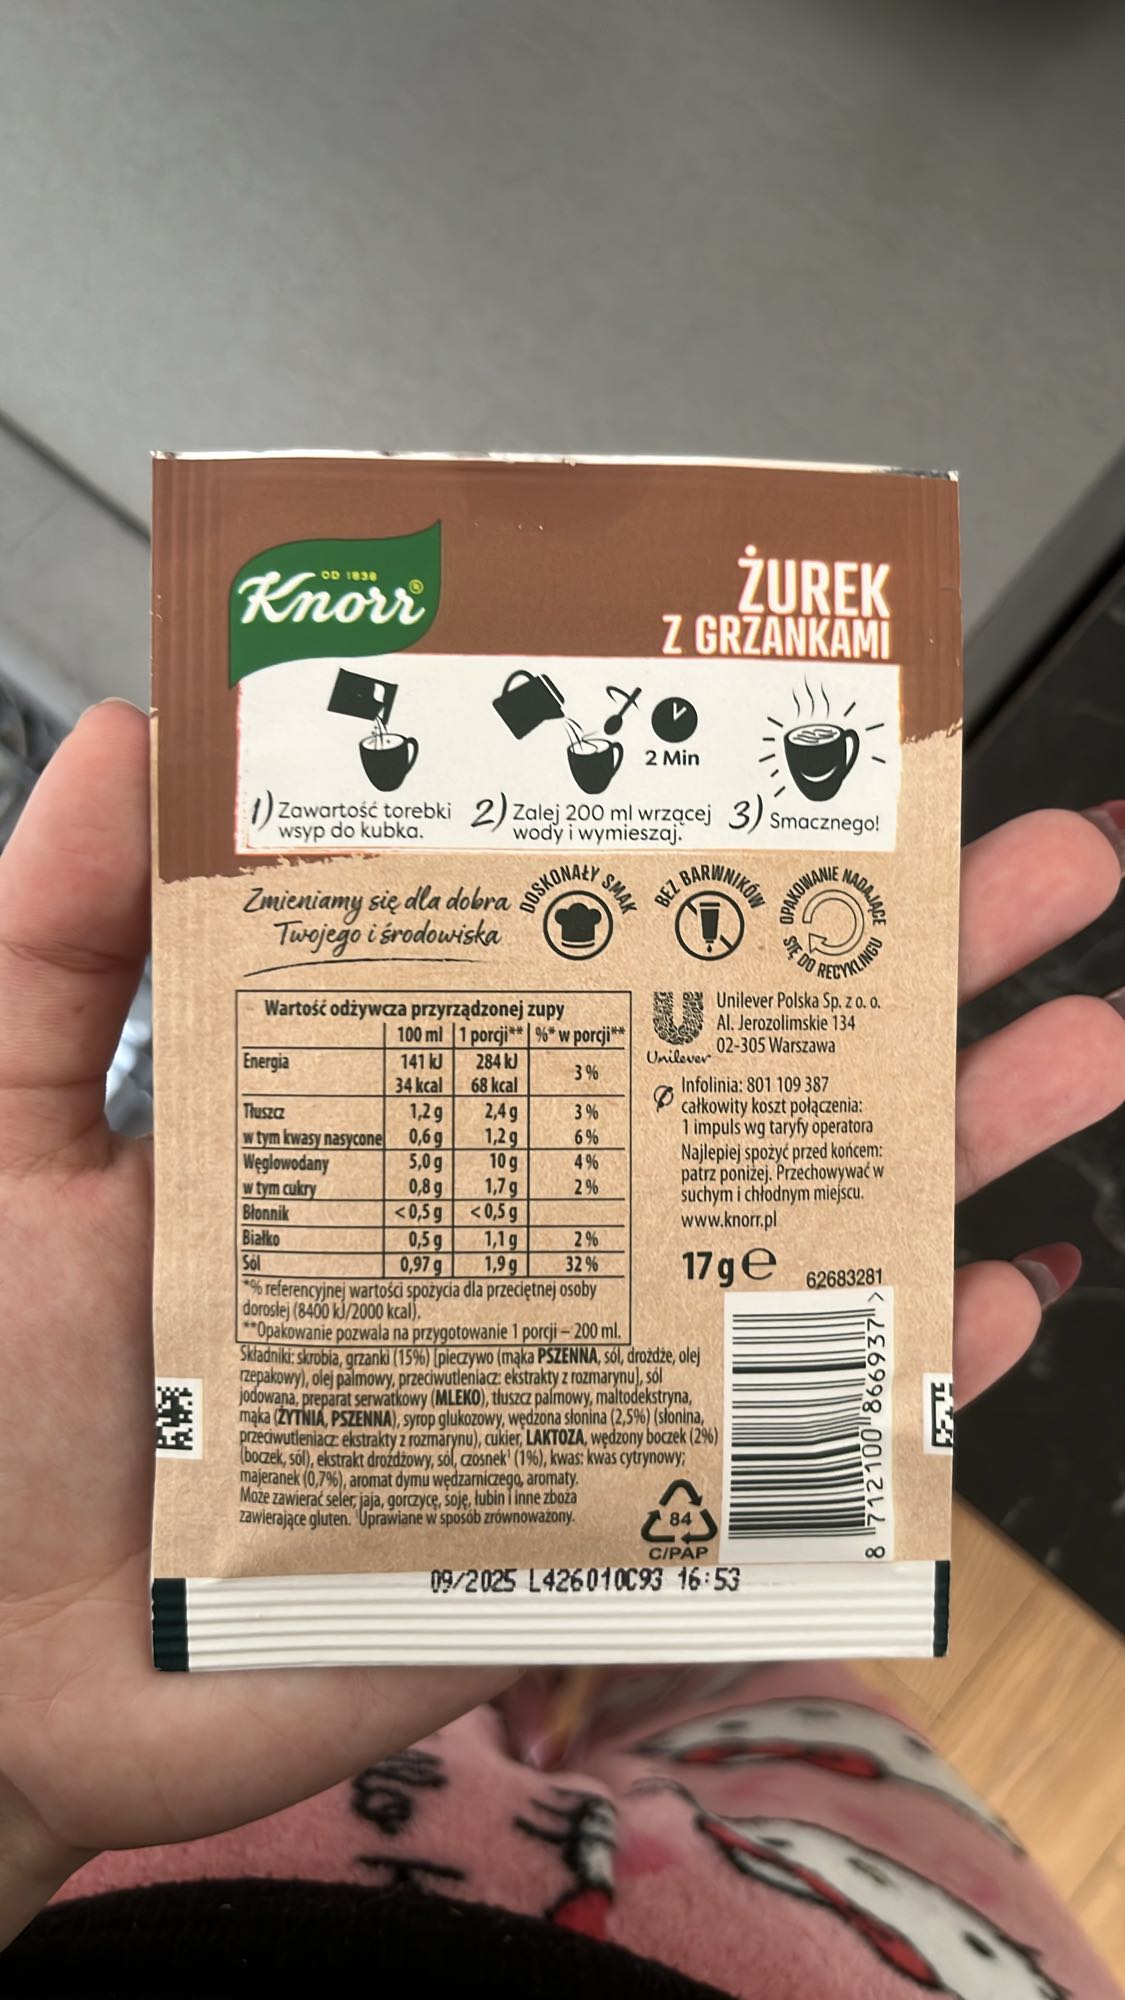 OD 1838
Knorr®
ŻUREK
Z GRZANKAMI
2 Min
1) Zawartość torebki
wsyp do kubka.
2) Zalej 200 ml wrzącej
wody i wymieszaj.
3) Smacznego!
Zmieniamy się dla dobra
Twojego i środowiska
DOSKONAŁY SMAK
BEZ BARWNIKÓW
OPAKOWANIE NADAJĄCE
SIĘ DO RECYKLINGU
Wartość odżywcza przyrządzonej zupy
100 ml 1 porcji** %* w porcji**
Energia 141 kJ 284 kJ 3 %
34 kcal 68 kcal
Tłuszcz 1,2 g 2,4 g 3 %
w tym kwasy nasycone 0,6 g 1,2 g 6 %
Węglowodany 5,0 g 10 g 4 %
w tym cukry 0,8 g 1,7 g 2 %
Błonnik < 0,5 g < 0,5 g
Białko 0,5 g 1,1 g 2 %
Sól 0,97 g 1,9 g 32 %
*% referencyjnej wartości spożycia dla przeciętnej osoby
dorosłej (8400 kJ/2000 kcal).
**Opakowanie pozwala na przygotowanie 1 porcji – 200 ml.
Składniki: skrobia, grzanki (15%) [pieczywo (mąka PSZENNA, sól, drożdże, olej
rzepakowy), olej palmowy, przeciwutleniacz: ekstrakty z rozmarynu], sól
jodowana, preparat serwatkowy (MLEKO), tłuszcz palmowy, maltodekstryna,
mąka (ŻYTNIA, PSZENNA), syrop glukozowy, wędzona słonina (2,5%) (słonina,
przeciwutleniacz: ekstrakty z rozmarynu), cukier, LAKTOZA, wędzony boczek (2%)
(boczek, sól), ekstrakt drożdżowy, sól, czosnek¹ (1%), kwas: kwas cytrynowy;
majeranek (0,7%), aromat dymu wędzarniczego, aromaty.
Może zawierać seler, jaja, gorczycę, soję, łubin i inne zboża
zawierające gluten. ¹Uprawiane w sposób zrównoważony.
Unilever
Unilever Polska Sp. z o. o.
Al. Jerozolimskie 134
02-305 Warszawa
Infolinia: 801 109 387
całkowity koszt połączenia:
1 impuls wg taryfy operatora
Najlepiej spożyć przed końcem:
patrz poniżej. Przechowywać w
suchym i chłodnym miejscu.
www.knorr.pl
17 g e
62683281
8 712100 866937 >
84
C/PAP
09/2025 L426010C93 16:53